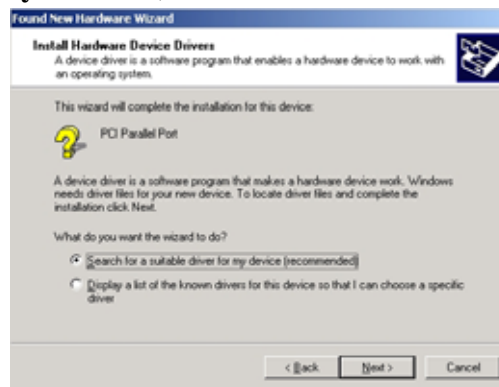 Found New Hardware Wizard
Install Hardware Device Drivers
A device driver is a software program that enables a hardware device to work with
an operating system.
This wizard will complete the installation for this device:
PCI Parallel Port
A device driver is a software program that makes a hardware device work. Windows
needs driver files for your new device. To locate driver files and complete the
installation click Next.
What do you want the wizard to do?
Search for a suitable driver for my device (recommended)
Display a list of the known drivers for this device so that I can choose a specific
driver
< Back
Next >
Cancel